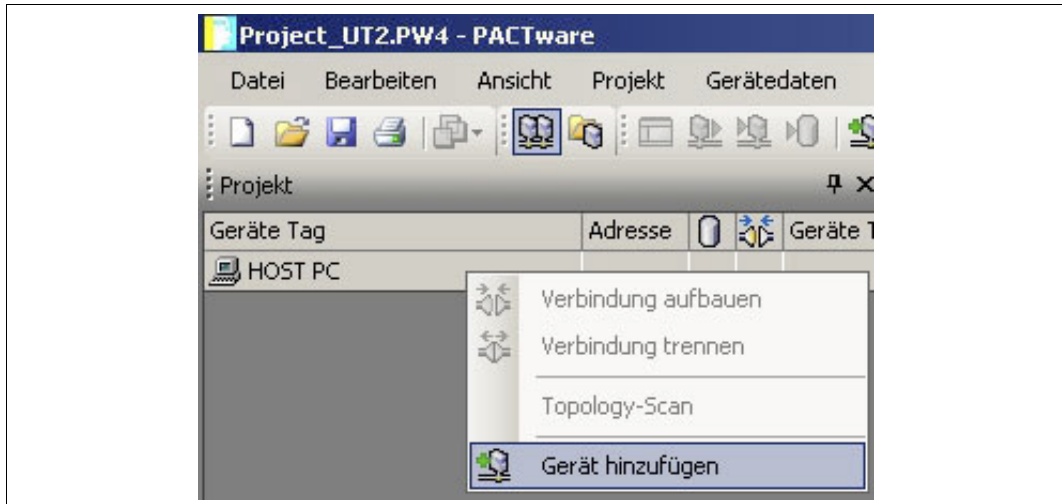 Project_UT2.PW4 - PACTware
Datei Bearbeiten Ansicht Projekt Gerätedaten
Projekt
Geräte Tag Adresse Geräte
HOST PC
Verbindung aufbauen
Verbindung trennen
Topology-Scan
Gerät hinzufügen